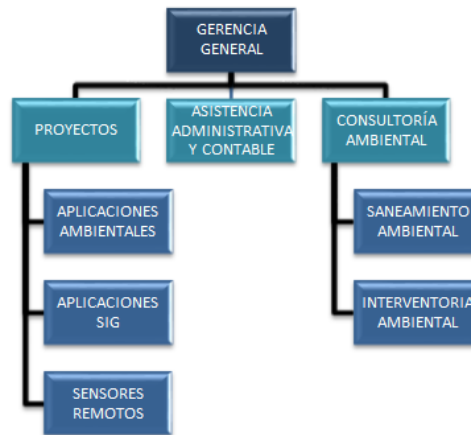 GERENCIA
GENERAL
PROYECTOS
ASISTENCIA
ADMINISTRATIVA
Y CONTABLE
CONSULTORÍA
AMBIENTAL
APLICACIONES
AMBIENTALES
SANEAMIENTO
AMBIENTAL
APLICACIONES
SIG
INTERVENTORIA
AMBIENTAL
SENSORES
REMOTOS